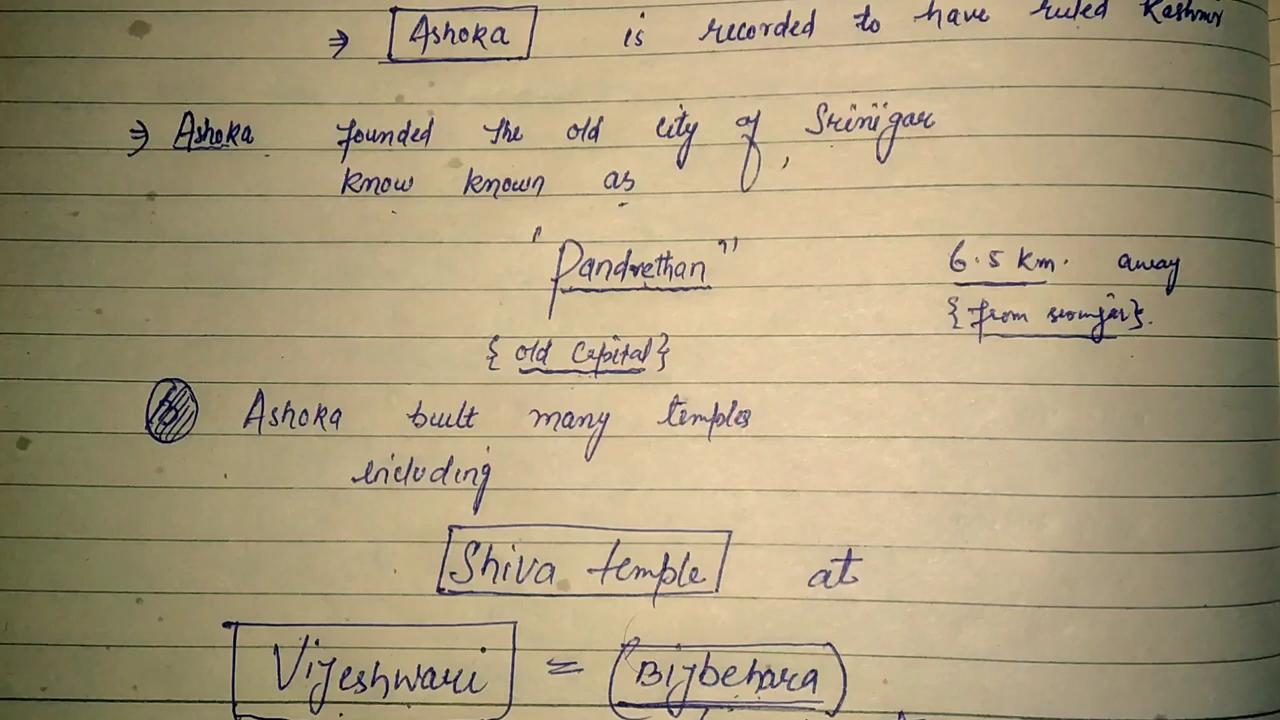 ⇒ Ashoka is recorded to have ruled Kashmir
⇒ Ashoka founded the old city of Srinigar,
know known as
"Pandrethan"
6.5 km. away
{from
{old Capital}
Ashoka built many temples
including
Shiva temple at
Vijeshwari = (Bijbehara)